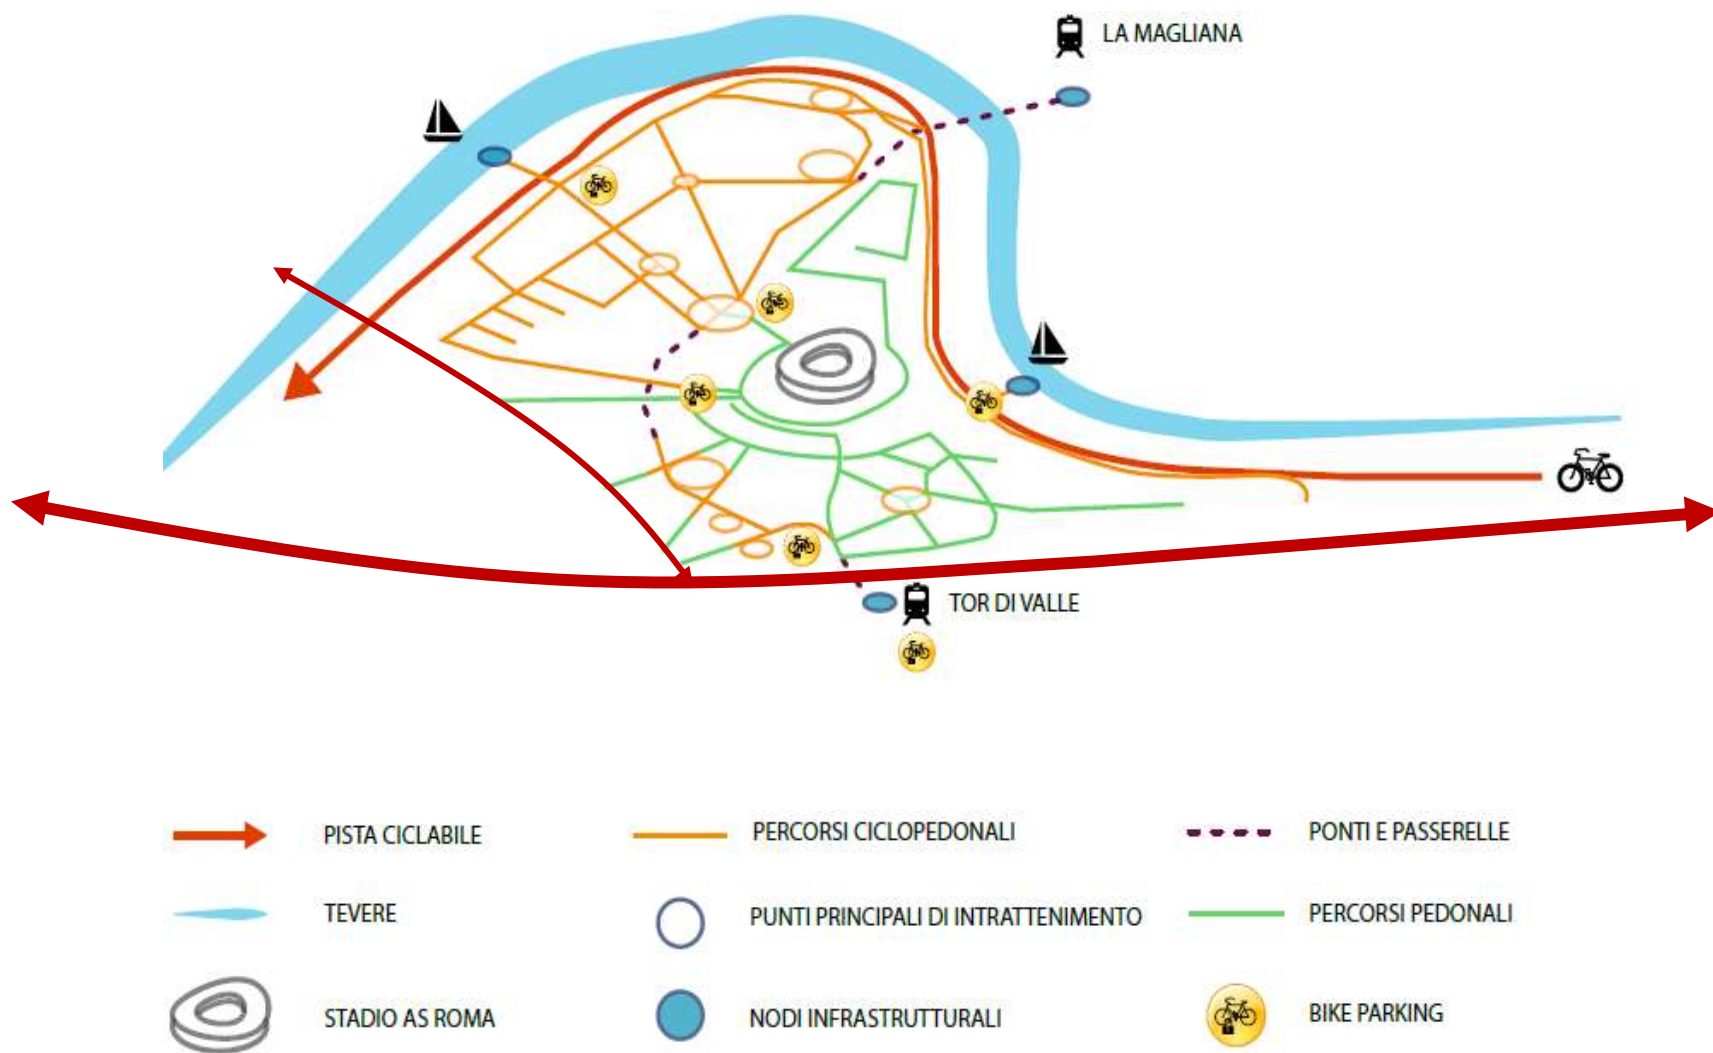 LA MAGLIANA
TOR DI VALLE
PISTA CICLABILE
PERCORSI CICLOPEDONALI
PONTI E PASSERELLE
TEVERE
PUNTI PRINCIPALI DI INTRATTENIMENTO
PERCORSI PEDONALI
STADIO AS ROMA
NODI INFRASTRUTTURALI
BIKE PARKING